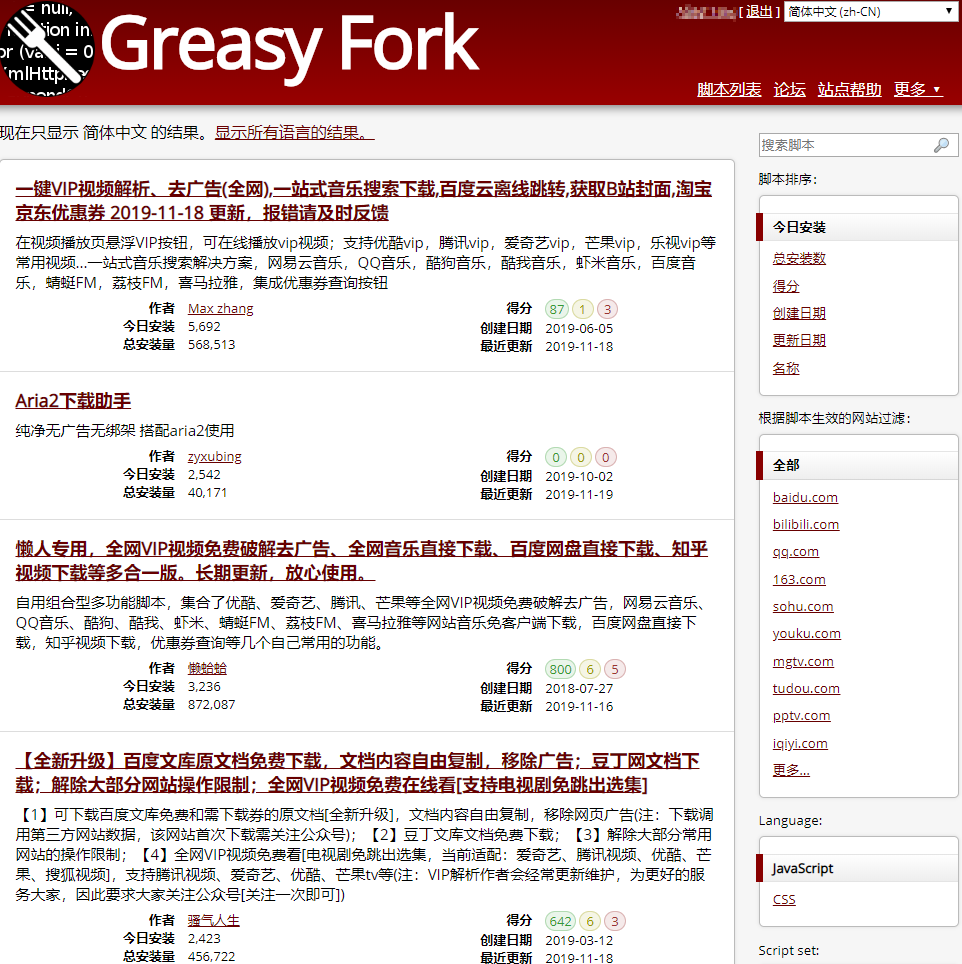 = null,
tion in
or (va i = 0
XmlHttp
Greasy Fork
[ 退出 ] 简体中文 (zh-CN)
脚本列表 论坛 站点帮助 更多 ▼
现在只显示 简体中文 的结果。显示所有语言的结果。
一键VIP视频解析、去广告(全网),一站式音乐搜索下载,百度云离线跳转,获取B站封面,淘宝
京东优惠券 2019-11-18 更新，报错请及时反馈
在视频播放页悬浮VIP按钮，可在线播放vip视频；支持优酷vip，腾讯vip，爱奇艺vip，芒果vip，乐视vip等
常用视频...一站式音乐搜索解决方案，网易云音乐，QQ音乐，酷狗音乐，酷我音乐，虾米音乐，百度音
乐，蜻蜓FM，荔枝FM，喜马拉雅，集成优惠券查询按钮
作者 Max zhang 得分 87 1 3
今日安装 5,692 创建日期 2019-06-05
总安装量 568,513 最近更新 2019-11-18
Aria2下载助手
纯净无广告无绑架 搭配aria2使用
作者 zyxubing 得分 0 0 0
今日安装 2,542 创建日期 2019-10-02
总安装量 40,171 最近更新 2019-11-19
懒人专用，全网VIP视频免费破解去广告、全网音乐直接下载、百度网盘直接下载、知乎
视频下载等多合一版。长期更新，放心使用。
自用组合型多功能脚本，集合了优酷、爱奇艺、腾讯、芒果等全网VIP视频免费破解去广告，网易云音乐、
QQ音乐、酷狗、酷我、虾米、蜻蜓FM、荔枝FM、喜马拉雅等网站音乐免客户端下载，百度网盘直接下
载，知乎视频下载，优惠券查询等几个自己常用的功能。
作者 懒蛤蛤 得分 800 6 5
今日安装 3,236 创建日期 2018-07-27
总安装量 872,087 最近更新 2019-11-16
【全新升级】百度文库原文档免费下载，文档内容自由复制，移除广告；豆丁网文档下
载；解除大部分网站操作限制；全网VIP视频免费在线看[支持电视剧免跳出选集]
【1】可下载百度文库免费和需下载券的原文档[全新升级]，文档内容自由复制，移除网页广告(注：下载调
用第三方网站数据，该网站首次下载需关注公众号)；【2】豆丁文库文档免费下载；【3】解除大部分常用
网站的操作限制；【4】全网VIP视频免费看[电视剧免跳出选集，当前适配：爱奇艺、腾讯视频、优酷、芒
果、搜狐视频]，支持腾讯视频、爱奇艺、优酷、芒果tv等(注：VIP解析作者会经常更新维护，为更好的服
务大家，因此要求大家关注公众号[关注一次即可])
作者 骚气人生 得分 642 6 3
今日安装 2,423 创建日期 2019-03-12
总安装量 456,722 最近更新 2019-11-18
搜索脚本
脚本排序：
今日安装
总安装数
得分
创建日期
更新日期
名称
根据脚本生效的网站过滤：
全部
baidu.com
bilibili.com
qq.com
163.com
sohu.com
youku.com
mgtv.com
tudou.com
pptv.com
iqiyi.com
更多...
Language:
JavaScript
CSS
Script set: